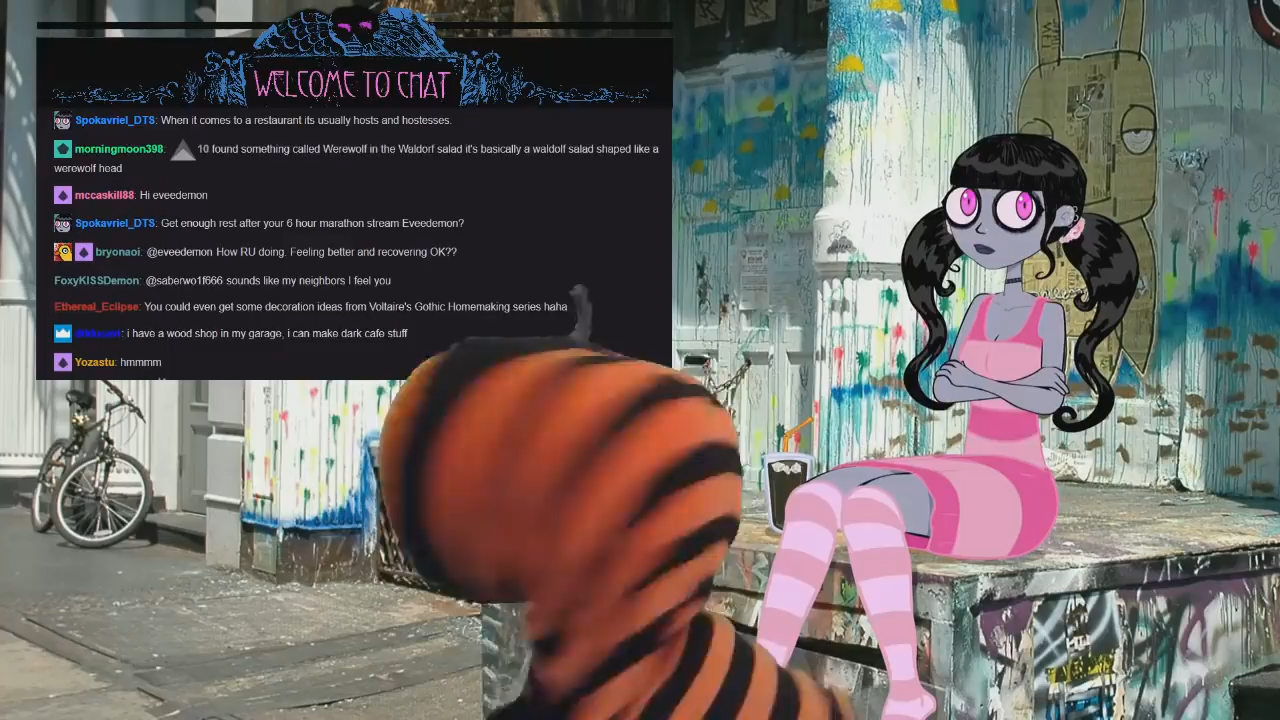 WELCOME TO CHAT
Spokavriel_DTS: When it comes to a restaurant its usually hosts and hostesses.
morningmoon398: 10 found something called Werewolf in the Waldorf salad it's basically a waldolf salad shaped like a
werewolf head
mccaskill88: Hi eveedemon
Spokavriel_DTS: Get enough rest after your 6 hour marathon stream Eveedemon?
bryonaoi: @eveedemon How RU doing. Feeling better and recovering OK??
FoxyKISSDemon: @saberwo1f666 sounds like my neighbors I feel you
Ethereal_Eclipse: You could even get some decoration ideas from Voltaire's Gothic Homemaking series haha
: i have a wood shop in my garage, i can make dark cafe stuff
Yozastu: hmmmm